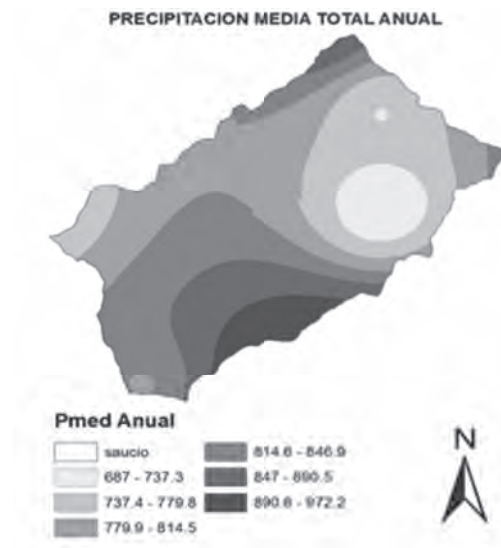 PRECIPITACION MEDIA TOTAL ANUAL
Pmed Anual
saucio
687 - 737.3
737.4 - 779.8
779.9 - 814.5
814.6 - 846.9
847 - 890.5
890.6 - 972.2
N